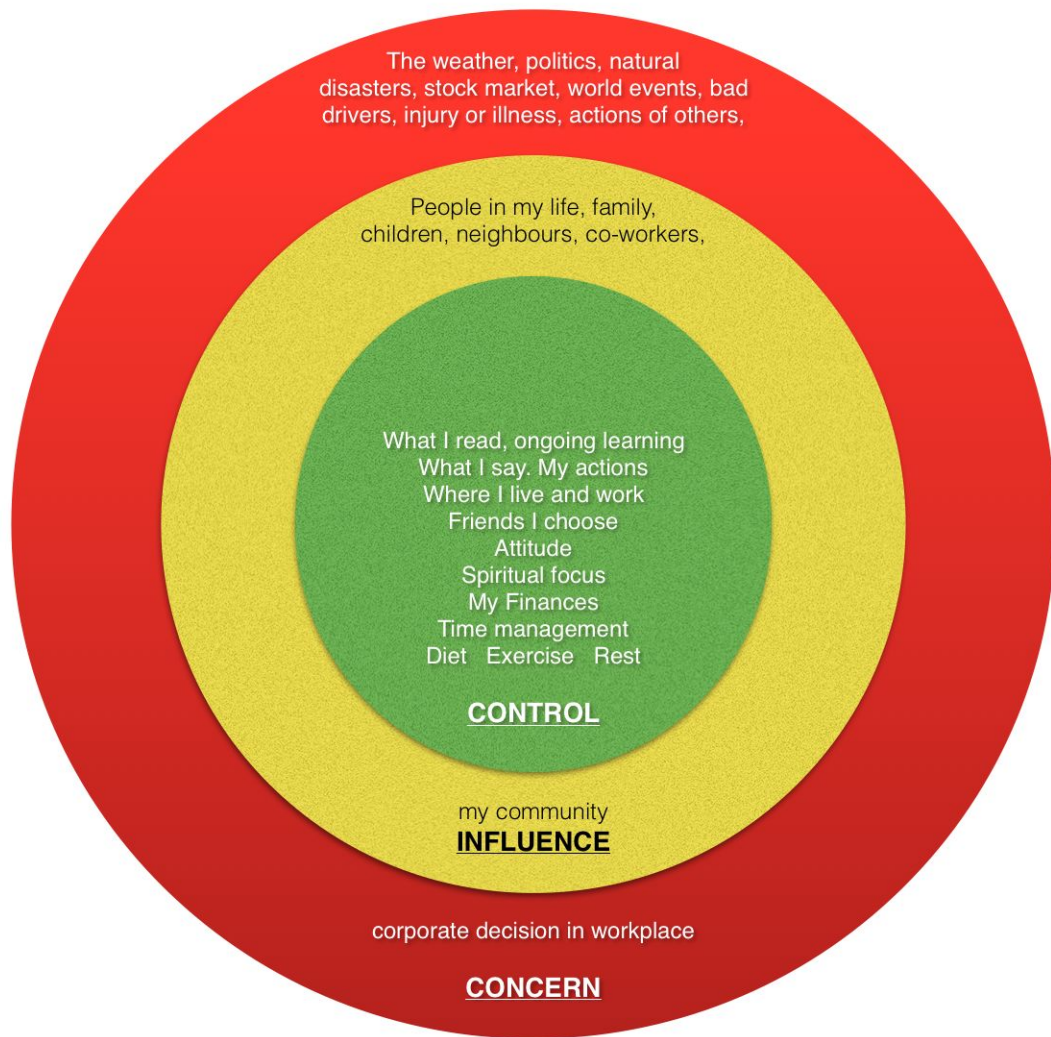 The weather, politics, natural
disasters, stock market, world events, bad
drivers, injury or illness, actions of others,
People in my life, family,
children, neighbours, co-workers,
What I read, ongoing learning
What I say. My actions
Where I live and work
Friends I choose
Attitude
Spiritual focus
My Finances
Time management
Diet Exercise Rest
CONTROL
my community
INFLUENCE
corporate decision in workplace
CONCERN